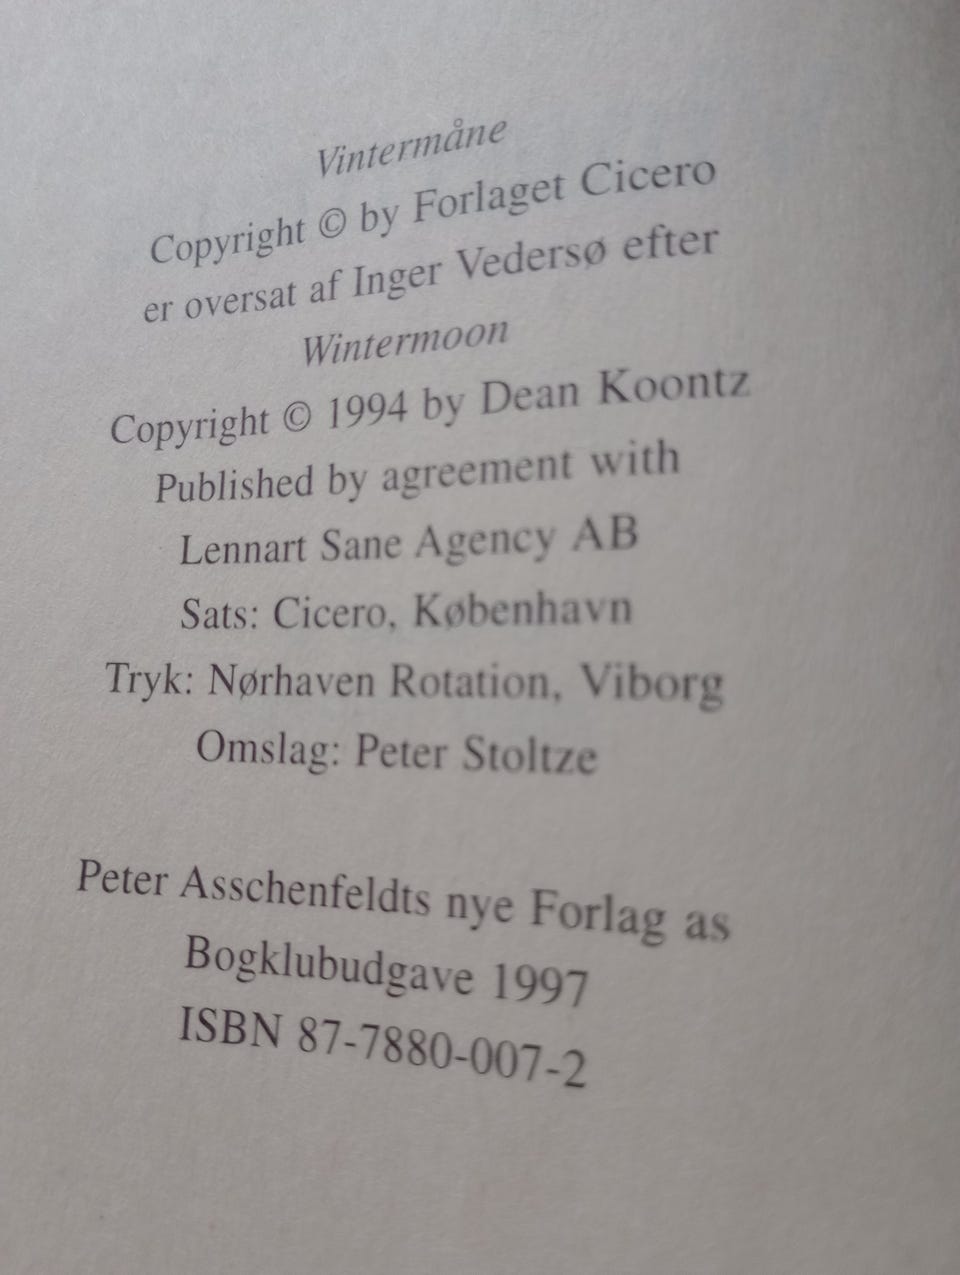 Vintermåne
Copyright © by Forlaget Cicero
er oversat af Inger Vedersø efter
Wintermoon
Copyright © 1994 by Dean Koontz
Published by agreement with
Lennart Sane Agency AB
Sats: Cicero, København
Tryk: Nørhaven Rotation, Viborg
Omslag: Peter Stoltze
Peter Asschenfeldts nye Forlag as
Bogklubudgave 1997
ISBN 87-7880-007-2